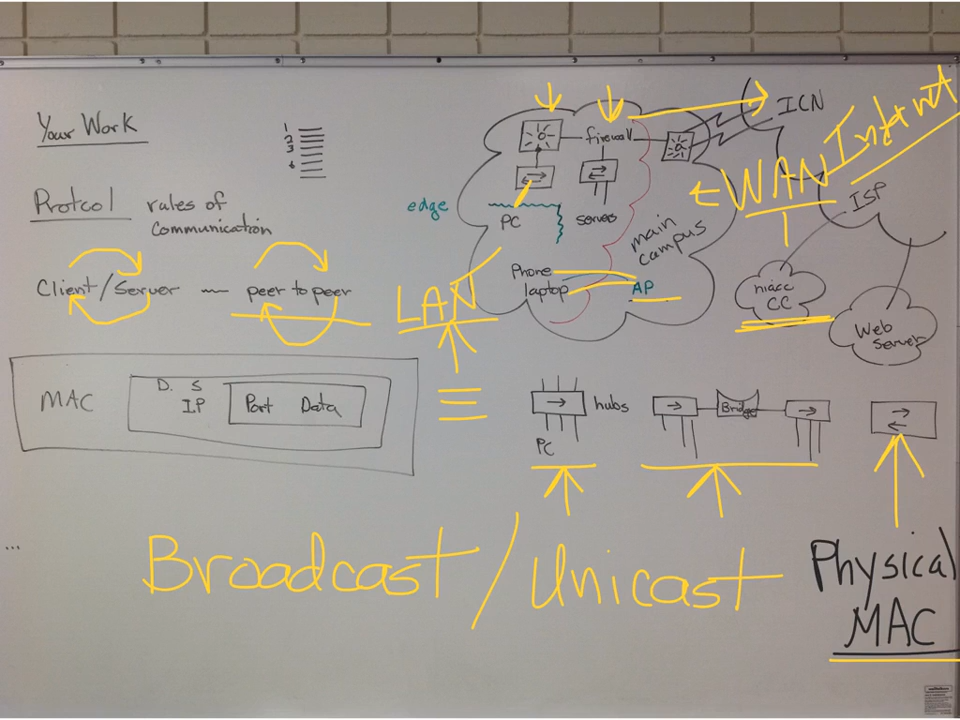 Your Work
1
2
3
6
Protcol rules of
communication
Client/Server — peer to peer
edge
firewall
PC
servers
main
campus
Phone
laptop
AP
ICN
Internet
WAN
ISP
niacc
CC
Web
Server
LAN
MAC
D. S
IP
Port Data
hubs
PC
Bridge
Broadcast/Unicast
Physical
MAC